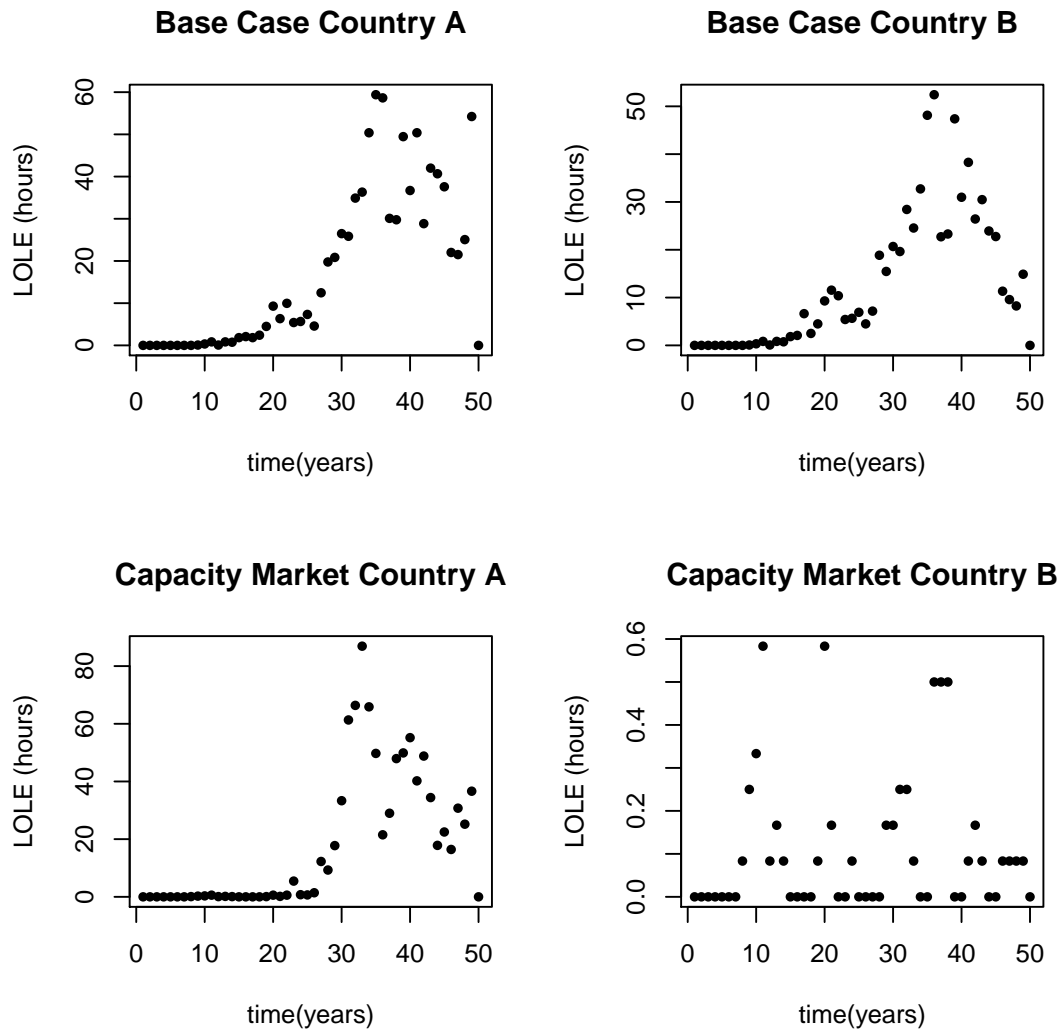 Base Case Country A
LOLE (hours)
0 20 40 60
0 10 20 30 40 50
time(years)
Base Case Country B
LOLE (hours)
0 10 30 50
0 10 20 30 40 50
time(years)
Capacity Market Country A
LOLE (hours)
0 20 40 60 80
0 10 20 30 40 50
time(years)
Capacity Market Country B
LOLE (hours)
0.0 0.2 0.4 0.6
0 10 20 30 40 50
time(years)